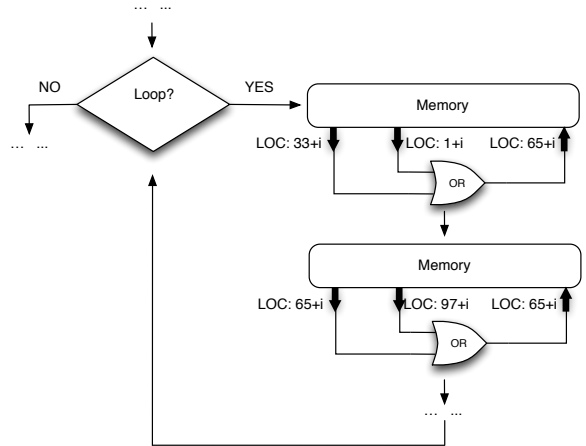 ... ...
Loop?
NO
YES
Memory
LOC: 33+i
LOC: 1+i
LOC: 65+i
OR
Memory
LOC: 65+i
LOC: 97+i
LOC: 65+i
OR
... ...
... ...